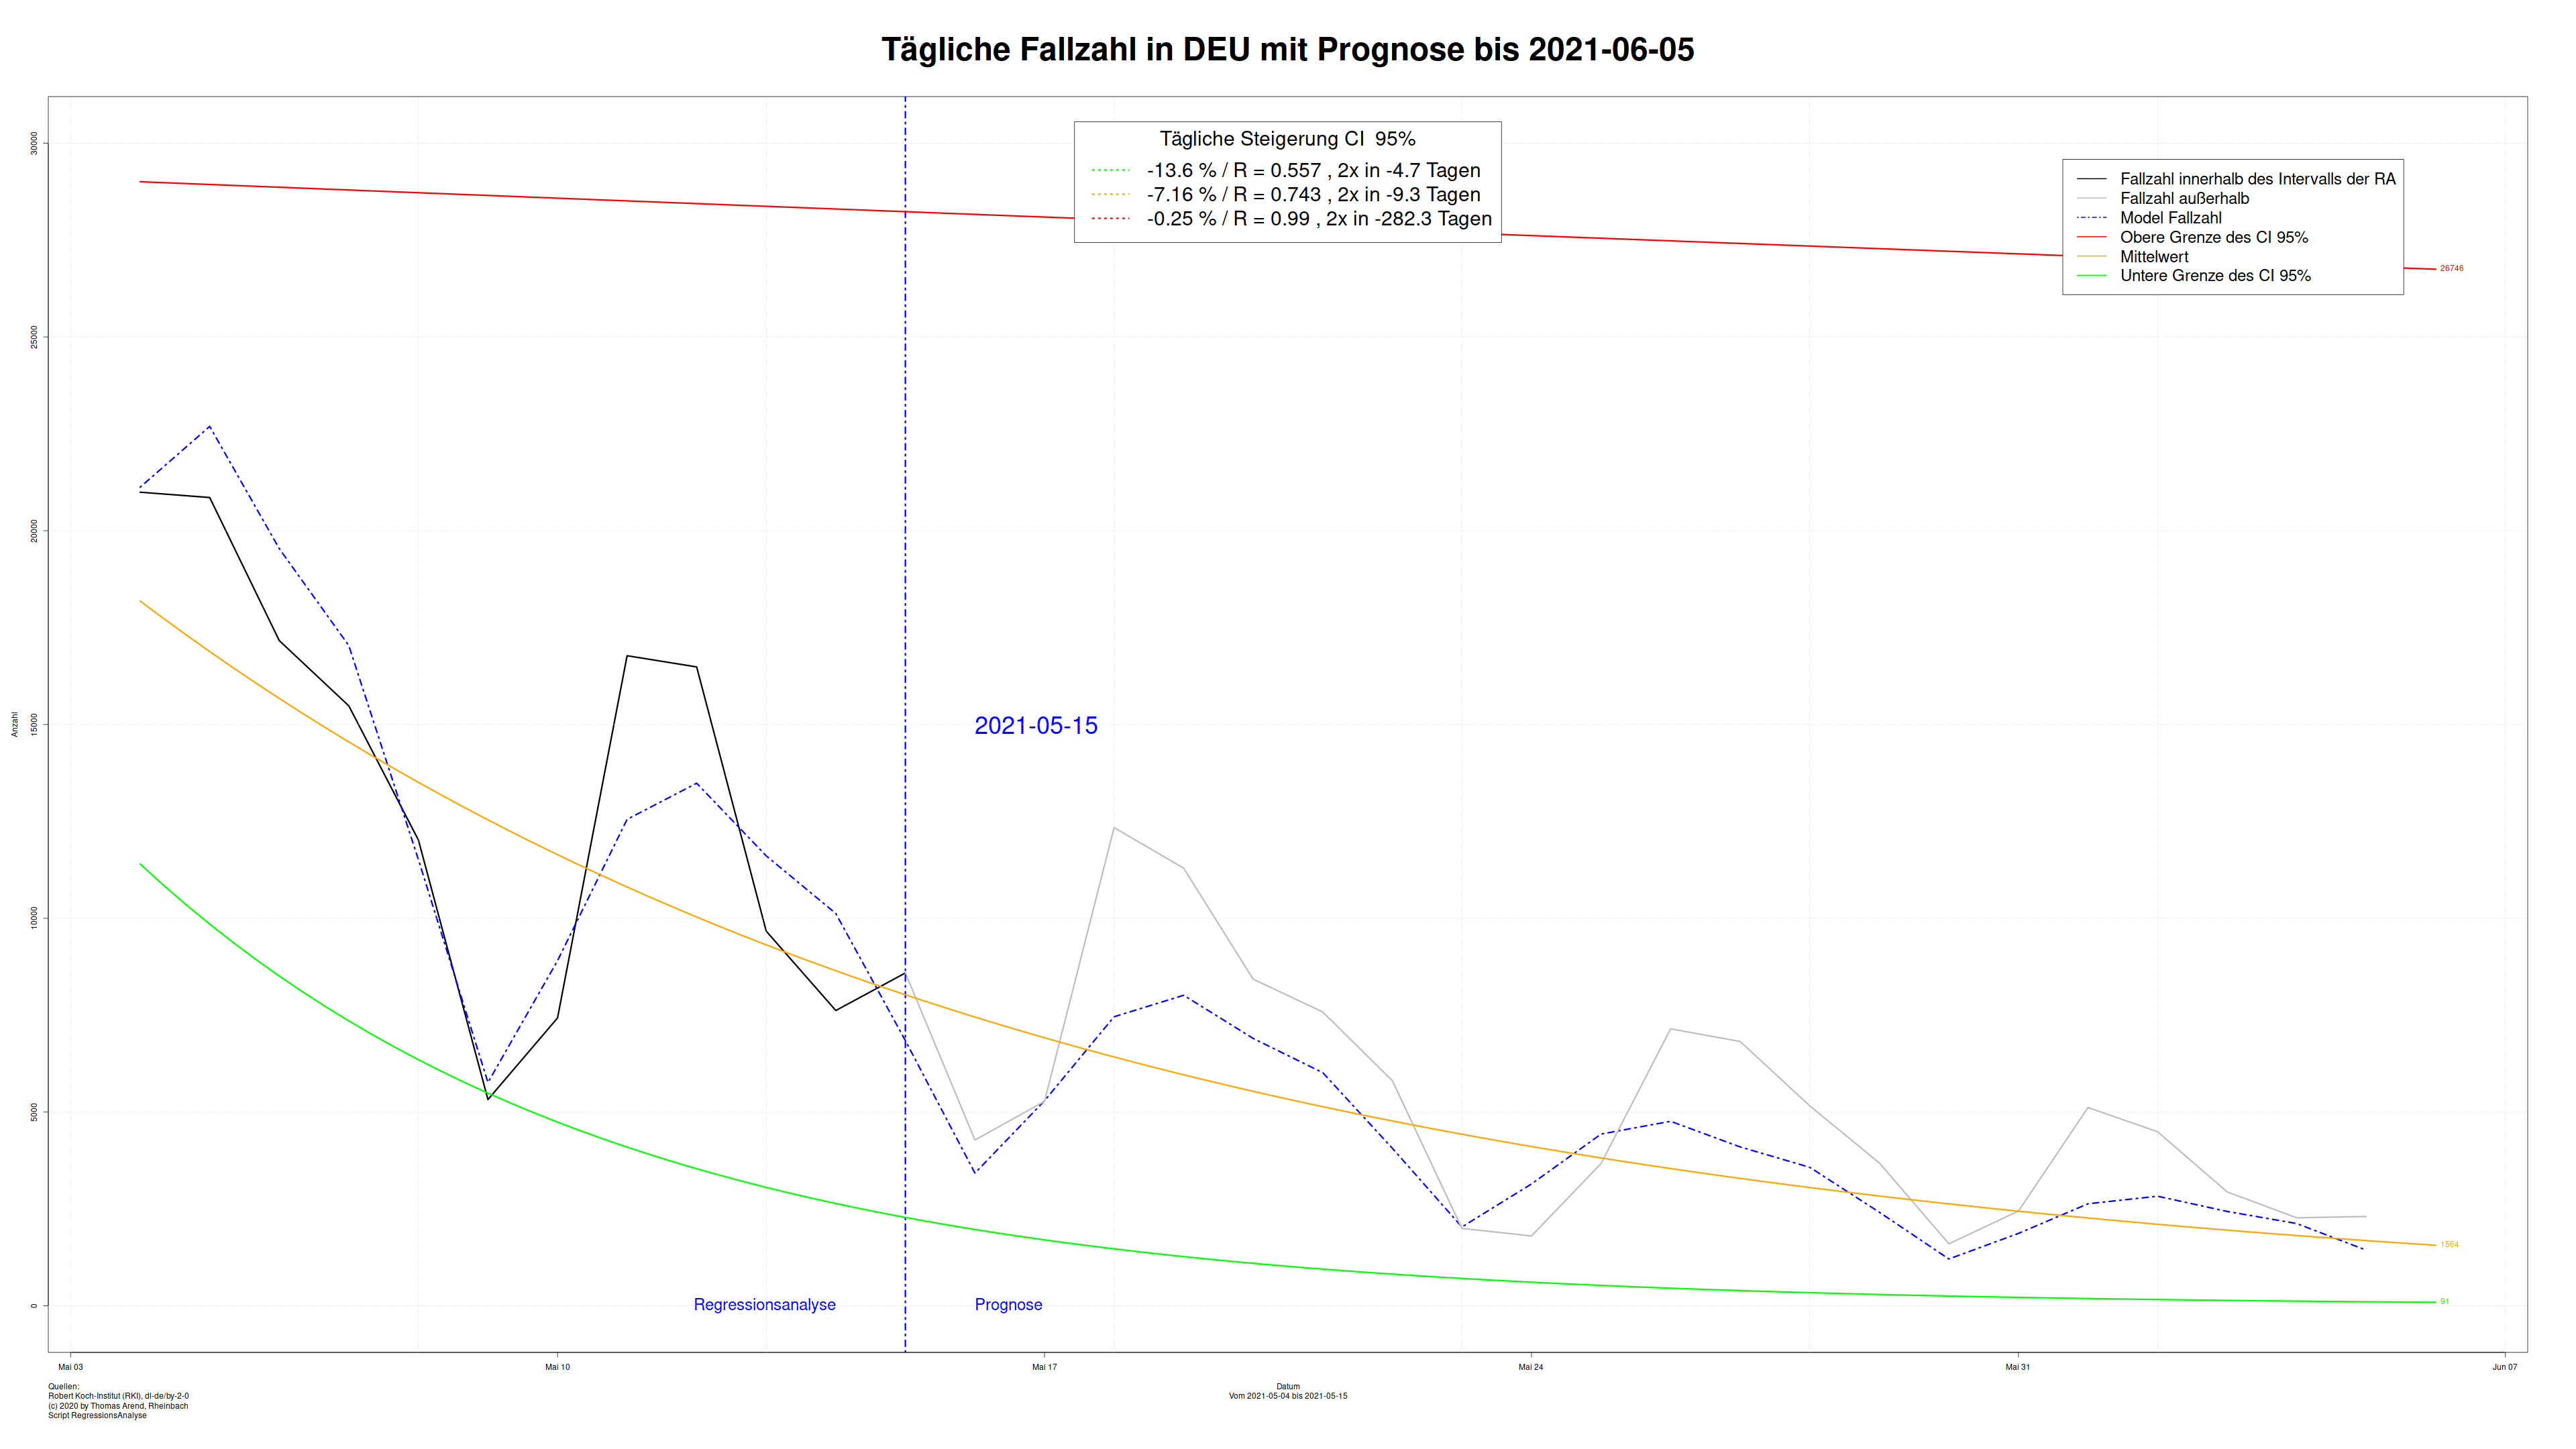 Tägliche Fallzahl in DEU mit Prognose bis 2021-06-05
Tägliche Steigerung CI 95%
-13.6 % / R = 0.557 , 2x in -4.7 Tagen
-7.16 % / R = 0.743 , 2x in -9.3 Tagen
-0.25 % / R = 0.99 , 2x in -282.3 Tagen
Fallzahl innerhalb des Intervalls der RA
Fallzahl außerhalb
Model Fallzahl
Obere Grenze des CI 95%
Mittelwert
Untere Grenze des CI 95%
30000
25000
20000
15000
10000
5000
0
Anzahl
26746
2021-05-15
1564
91
Regressionsanalyse
Prognose
Mai 03
Mai 10
Mai 17
Mai 24
Mai 31
Jun 07
Datum
Vom 2021-05-04 bis 2021-05-15
Quellen:
Robert Koch-Institut (RKI), dl-de/by-2-0
(c) 2020 by Thomas Arend, Rheinbach
Script RegressionsAnalyse